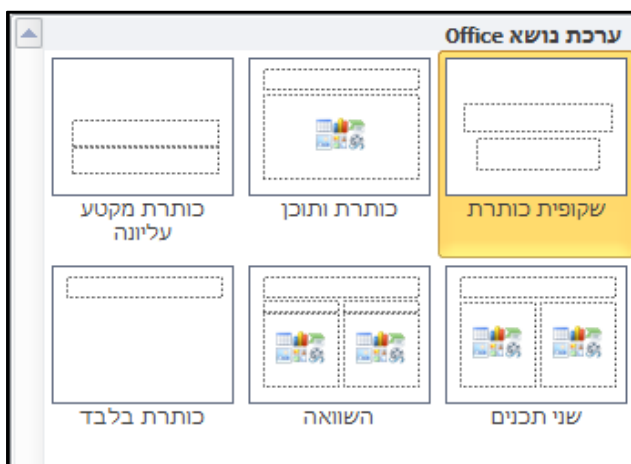 ערכת נושא Office
שקופית כותרת
כותרת ותוכן
כותרת מקטע
עליונה
שני תכנים
השוואה
כותרת בלבד